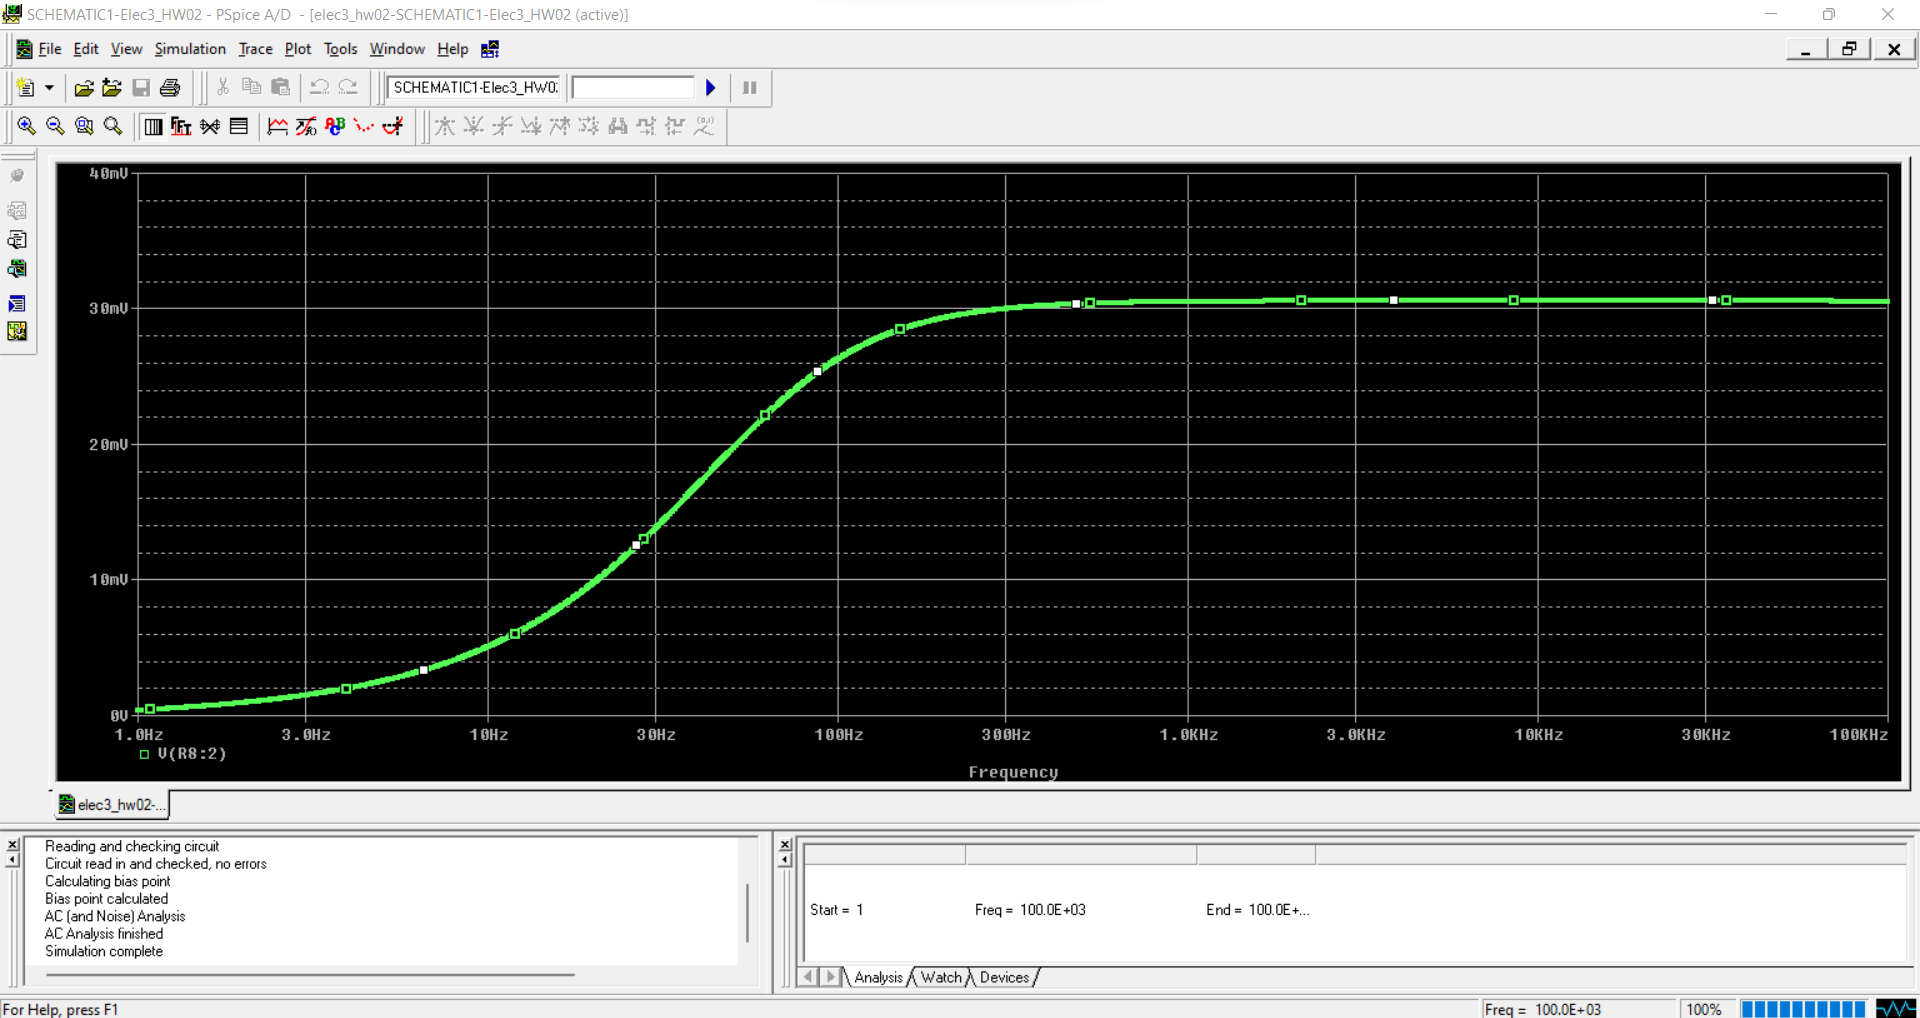 SCHEMATIC1-Elec3_HW02 - PSpice A/D - [elec3_hw02-SCHEMATIC1-Elec3_HW02 (active)]
File Edit View Simulation Trace Plot Tools Window Help
SCHEMATIC1-Elec3_HW0
40mV
30mV
20mV
10mV
0V
1.0Hz 3.0Hz 10Hz 30Hz 100Hz 300Hz 1.0KHz 3.0KHz 10KHz 30KHz 100KHz
V(R8:2)
Frequency
elec3_hw02-...
Reading and checking circuit
Circuit read in and checked, no errors
Calculating bias point
Bias point calculated
AC (and Noise) Analysis
AC Analysis finished
Simulation complete
Start = 1 Freq = 100.0E+03 End = 100.0E+...
Analysis Watch Devices
For Help, press F1 Freq = 100.0E+03 100%